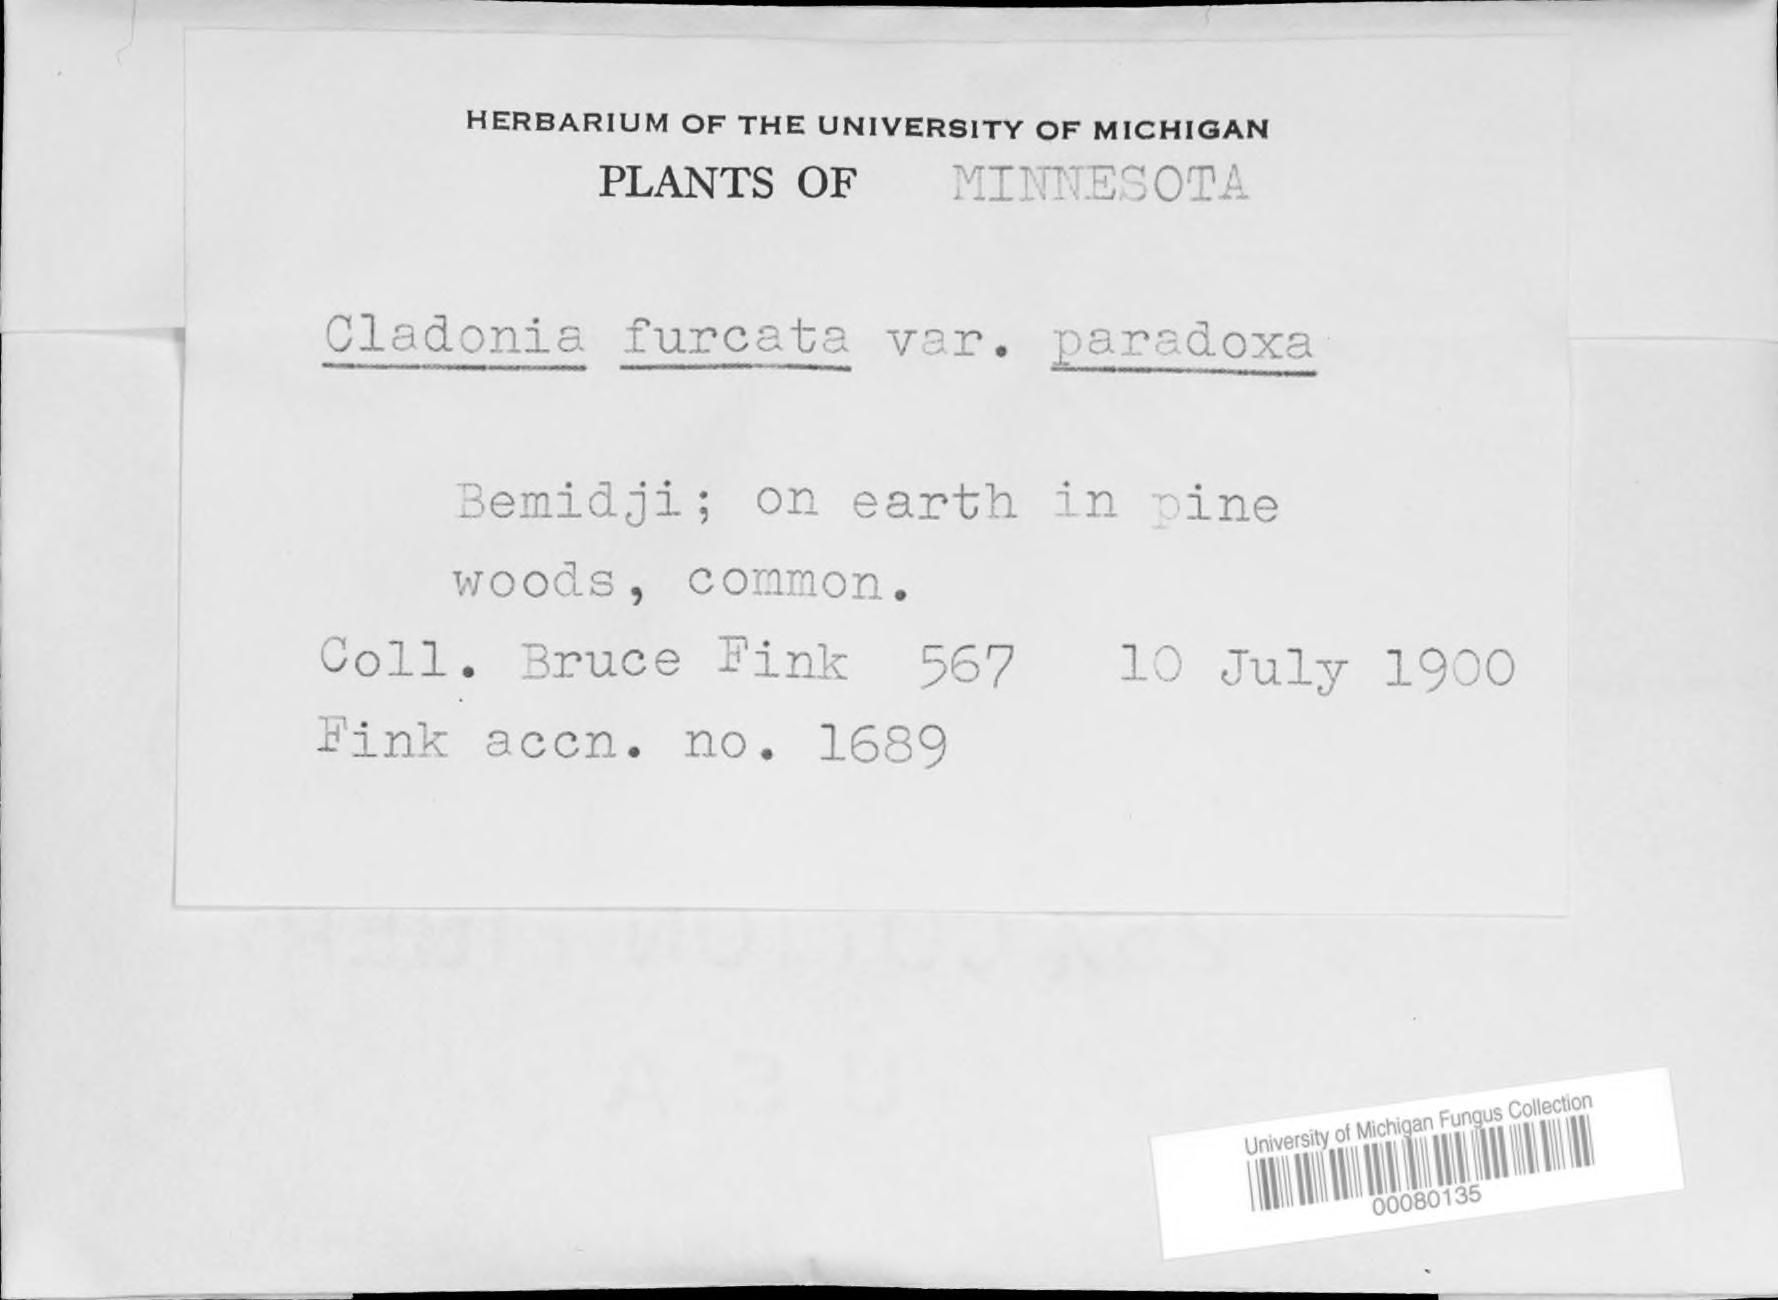 HERBARIUM OF THE UNIVERSITY OF MICHIGAN
PLANTS OF MINNESOTA
Cladonia furcata var. paradoxa
Bemidji; on earth in pine
woods, common.
Coll. Bruce Fink 567 10 July 1900
Fink accn. no. 1689
University of Michigan Fungus Collection
00080135